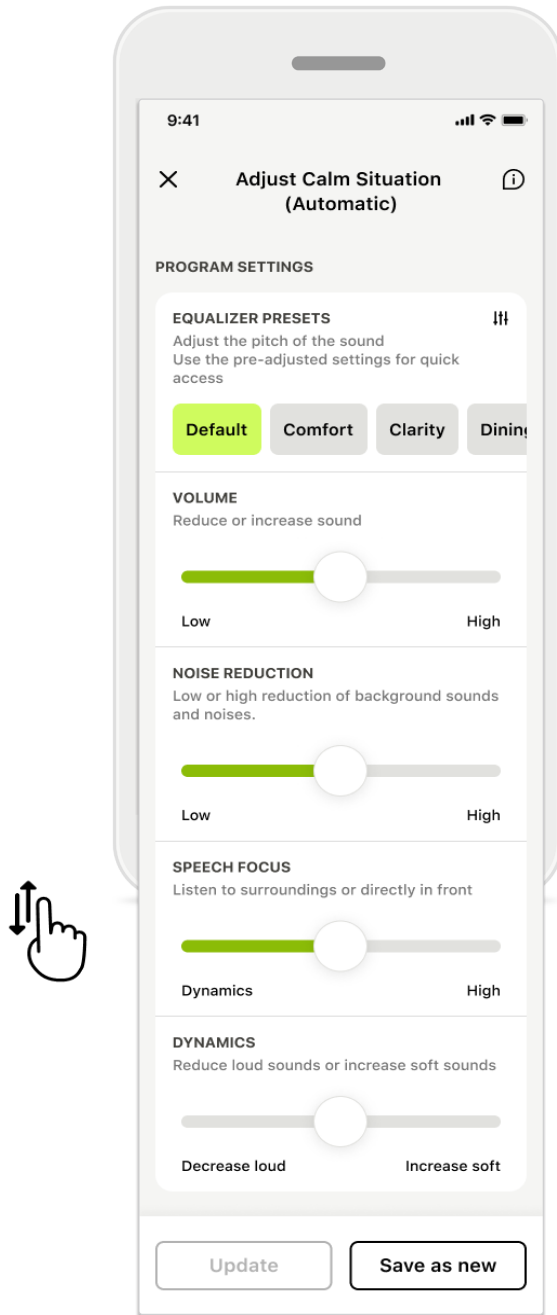 9:41
Adjust Calm Situation
(Automatic)
PROGRAM SETTINGS
EQUALIZER PRESETS
Adjust the pitch of the sound
Use the pre-adjusted settings for quick
access
Default Comfort Clarity Dining
VOLUME
Reduce or increase sound
Low High
NOISE REDUCTION
Low or high reduction of background sounds
and noises.
Low High
SPEECH FOCUS
Listen to surroundings or directly in front
Dynamics High
DYNAMICS
Reduce loud sounds or increase soft sounds
Decrease loud Increase soft
Update Save as new